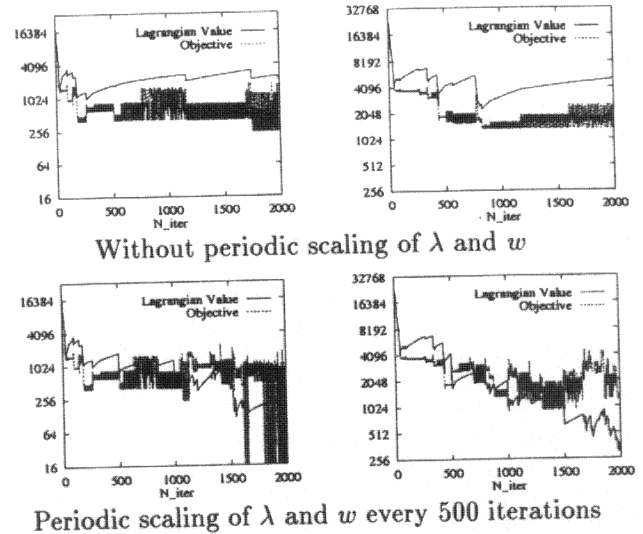 16384
4096
1024
256
64
16
Lagrangian Value
Objective
0 500 1000 1500 2000
N_iter
32768
16384
8192
4096
2048
1024
512
256
Lagrangian Value
Objective
0 500 1000 1500 2000
N_iter
Without periodic scaling of λ and w
16384
4096
1024
256
64
16
Lagrangian Value
Objective
0 500 1000 1500 2000
N_iter
32768
16384
8192
4096
2048
1024
512
256
Lagrangian Value
Objective
0 500 1000 1500 2000
N_iter
Periodic scaling of λ and w every 500 iterations